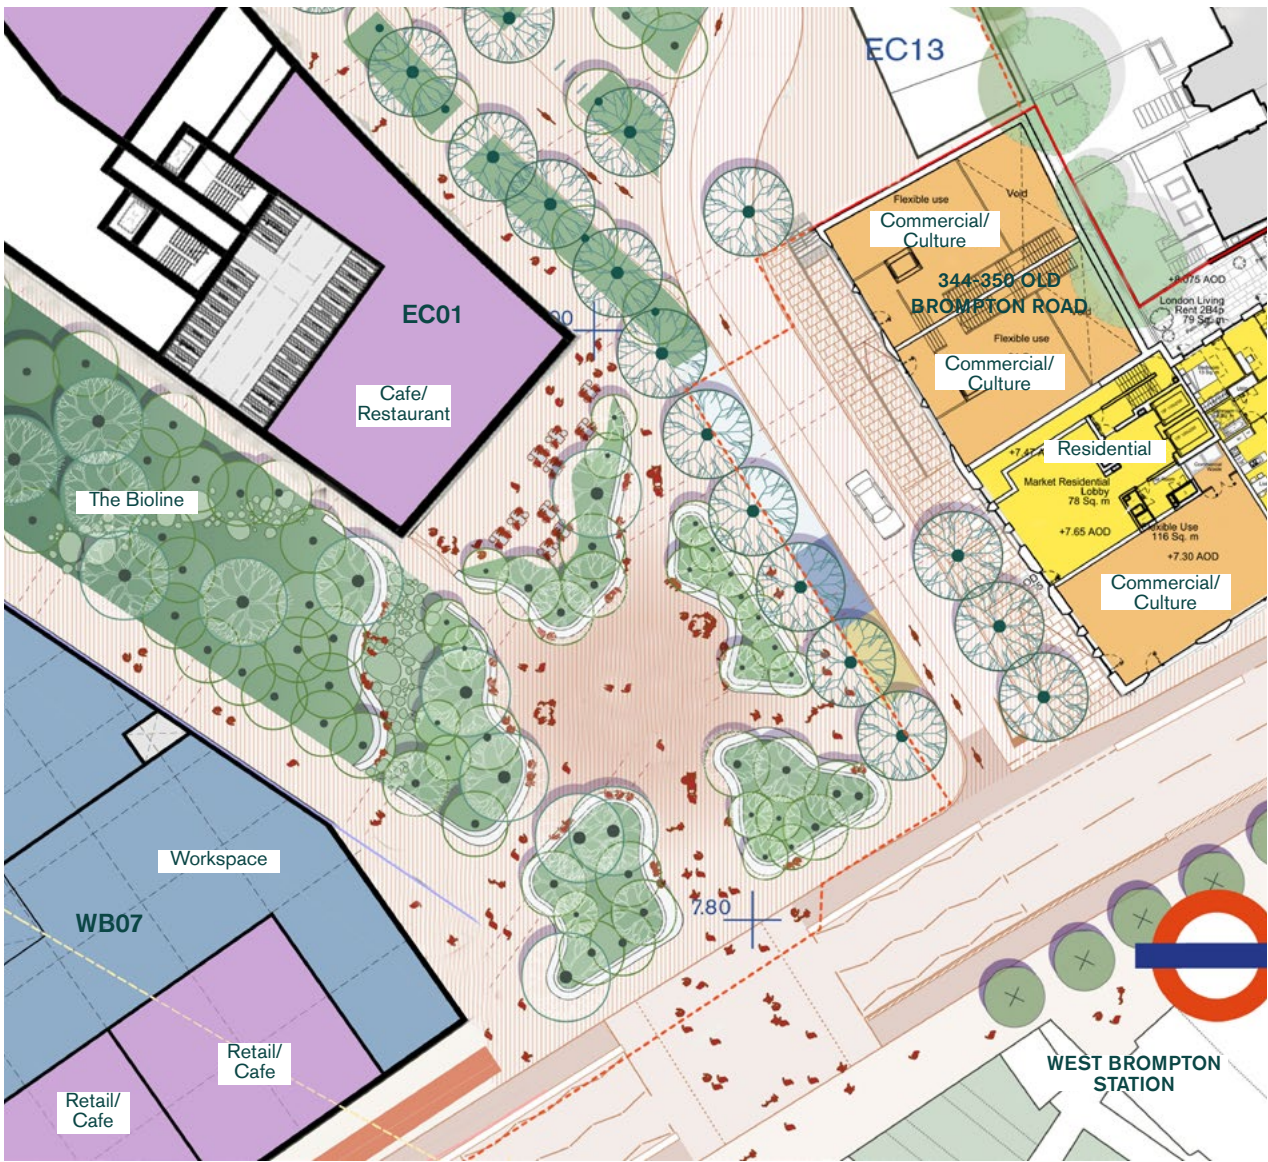 EC13
Flexible use
Void
Commercial/
Culture
344-350 OLD
BROMPTON ROAD
Flexible use
Commercial/
Culture
+8.075 AOD
London Living
Rent 2B4p
79 Sq. m
EC01
Cafe/
Restaurant
Residential
Market Residential
Lobby
78 Sq. m
+7.65 AOD
Flexible Use
116 Sq. m
+7.30 AOD
Commercial/
Culture
The Bioline
Workspace
WB07
7.80
Retail/
Cafe
Retail/
Cafe
WEST BROMPTON
STATION